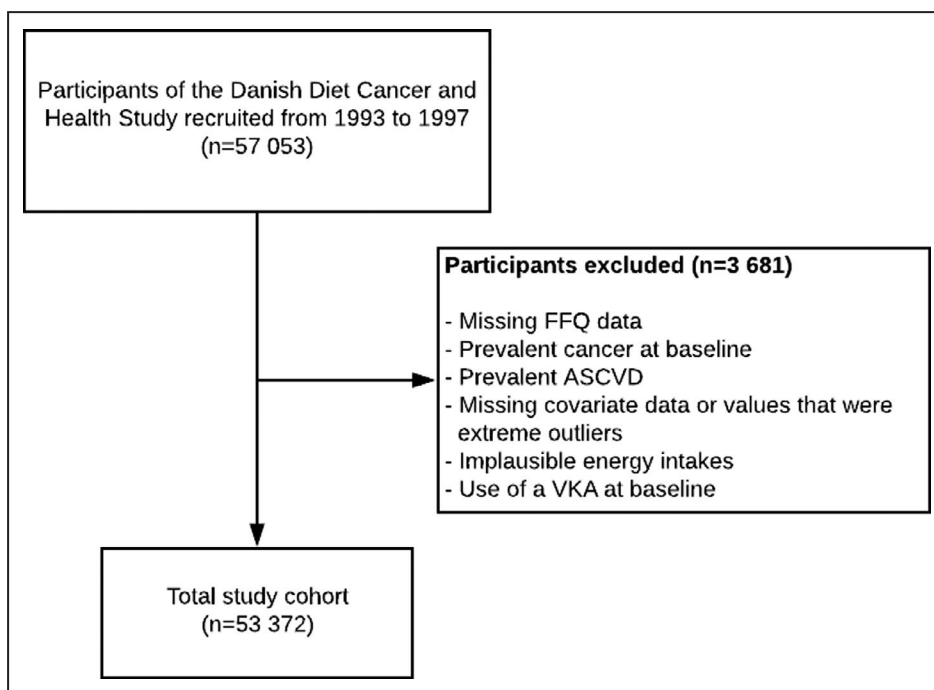 Participants of the Danish Diet Cancer and
Health Study recruited from 1993 to 1997
(n=57 053)
Participants excluded (n=3 681)
- Missing FFQ data
- Prevalent cancer at baseline
- Prevalent ASCVD
- Missing covariate data or values that were
extreme outliers
- Implausible energy intakes
- Use of a VKA at baseline
Total study cohort
(n=53 372)